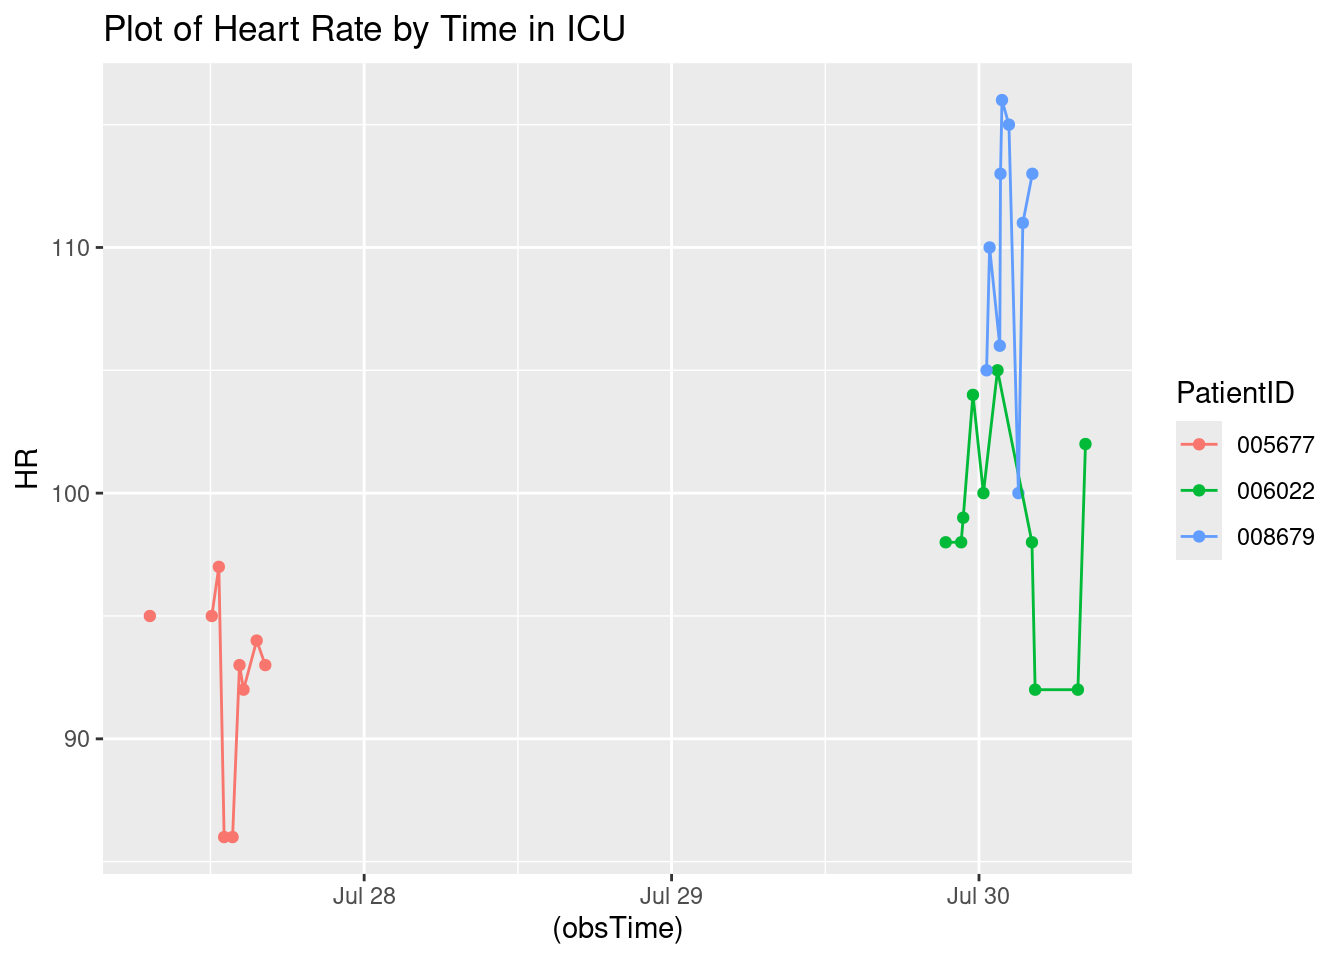 Plot of Heart Rate by Time in ICU
HR
110
100
90
Jul 28
Jul 29
Jul 30
(obsTime)
PatientID
005677
006022
008679